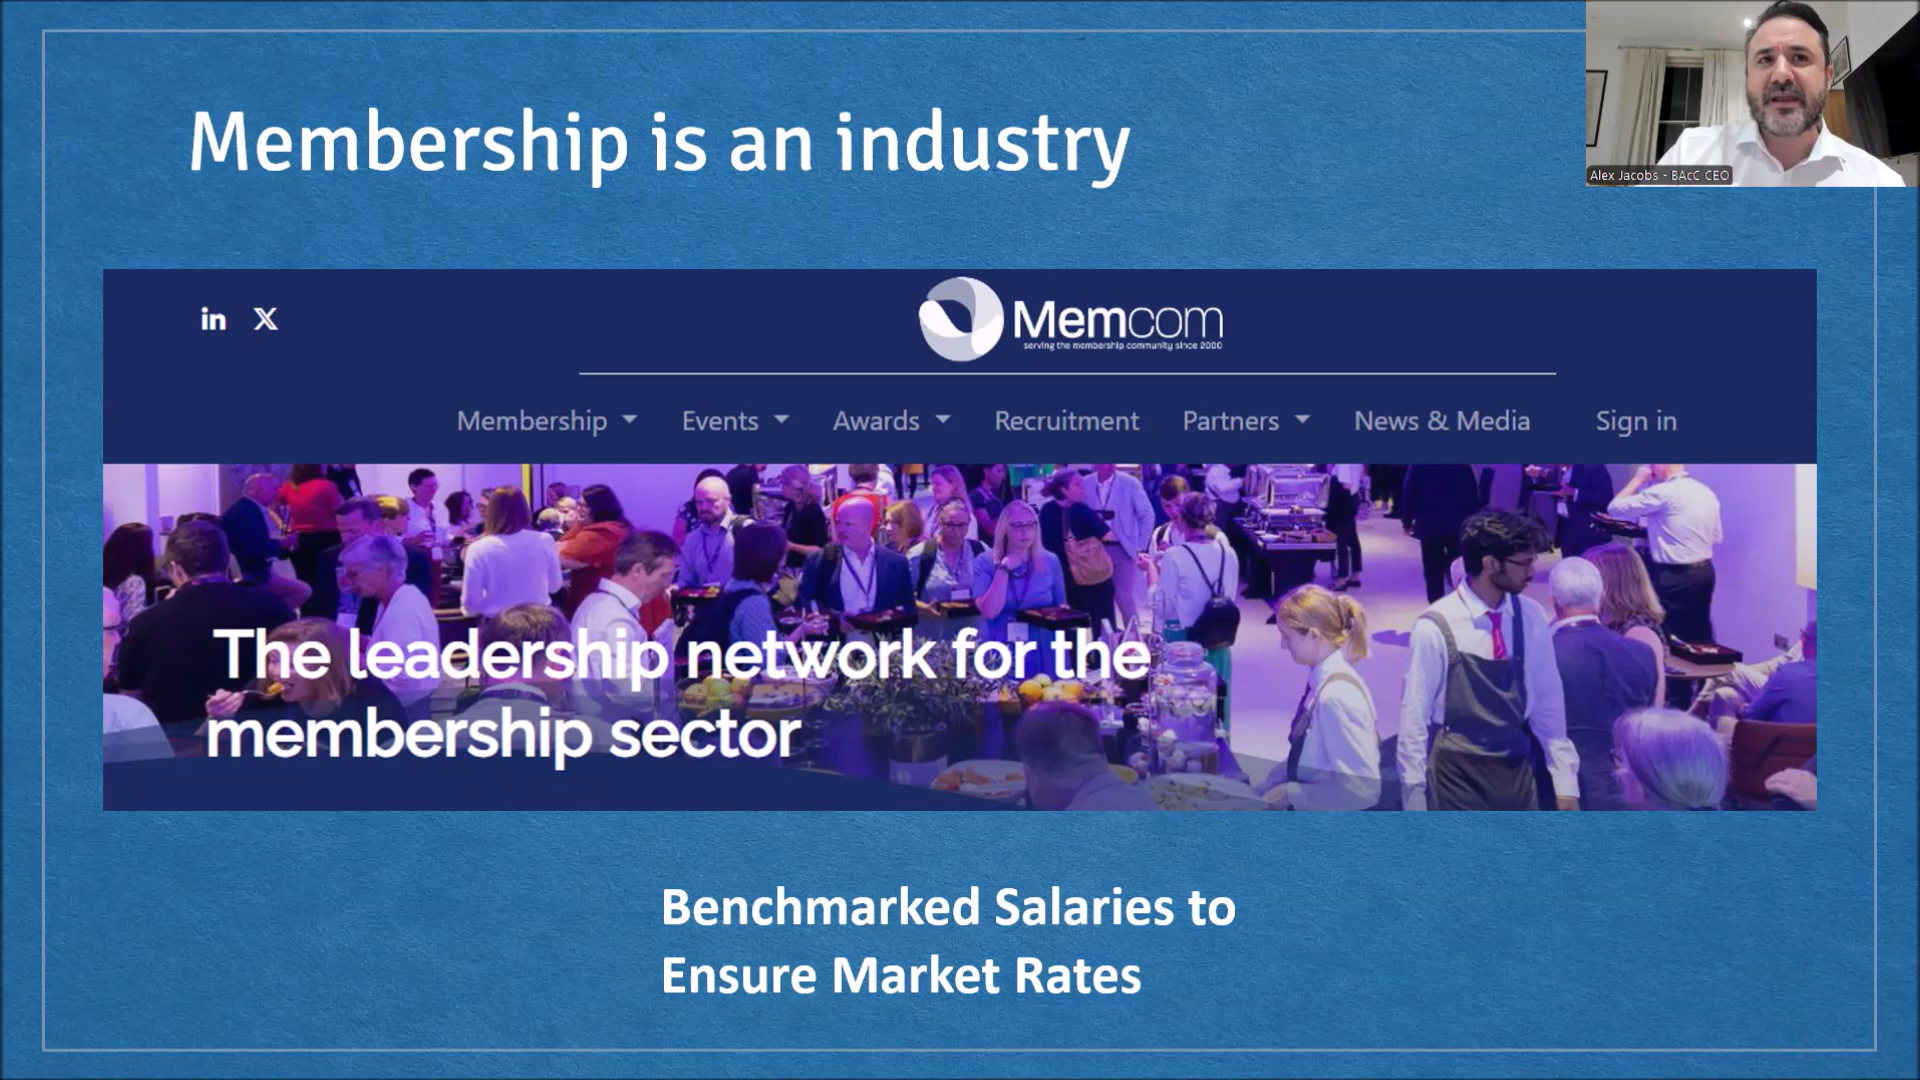 Membership is an industry
Alex Jacobs - BAcC CEO
in X
Memcom
serving the membership community since 2000
Membership Events Awards Recruitment Partners News & Media Sign in
The leadership network for the
membership sector
Benchmarked Salaries to
Ensure Market Rates